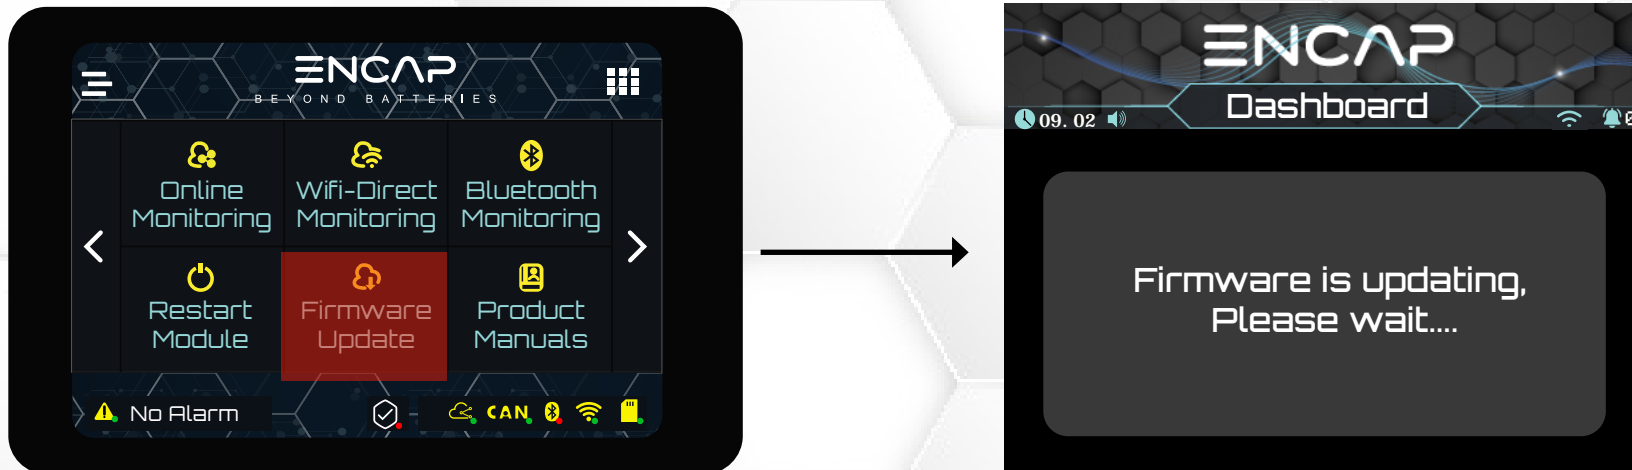 ENCAP
BEYOND BATTERIES
Online
Monitoring
Wifi-Direct
Monitoring
Bluetooth
Monitoring
Restart
Module
Firmware
Update
Product
Manuals
No Alarm
CAN
ENCAP
Dashboard
09. 02
Firmware is updating,
Please wait....